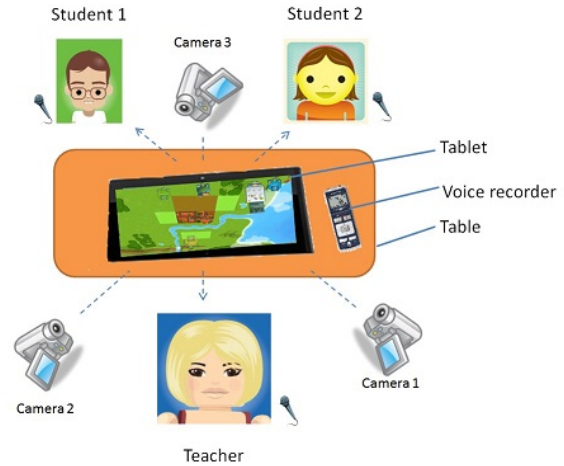 Student 1
Student 2
Camera 3
Tablet
Voice recorder
Table
Camera 2
Camera 1
Teacher